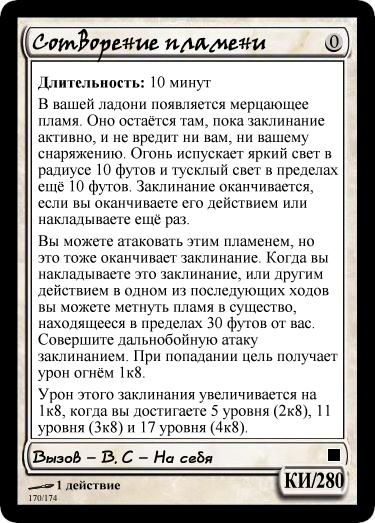 Сотворение пламени 0
Длительность: 10 минут
В вашей ладони появляется мерцающее
пламя. Оно остаётся там, пока заклинание
активно, и не вредит ни вам, ни вашему
снаряжению. Огонь испускает яркий свет в
радиусе 10 футов и тусклый свет в пределах
ещё 10 футов. Заклинание оканчивается,
если вы оканчиваете его действием или
накладываете ещё раз.
Вы можете атаковать этим пламенем, но
это тоже оканчивает заклинание. Когда вы
накладываете это заклинание, или другим
действием в одном из последующих ходов
вы можете метнуть пламя в существо,
находящееся в пределах 30 футов от вас.
Совершите дальнобойную атаку
заклинанием. При попадании цель получает
урон огнём 1к8.
Урон этого заклинания увеличивается на
1к8, когда вы достигаете 5 уровня (2к8), 11
уровня (3к8) и 17 уровня (4к8).
Вызов – В, С – На себя
1 действие
КИ/280
170/174